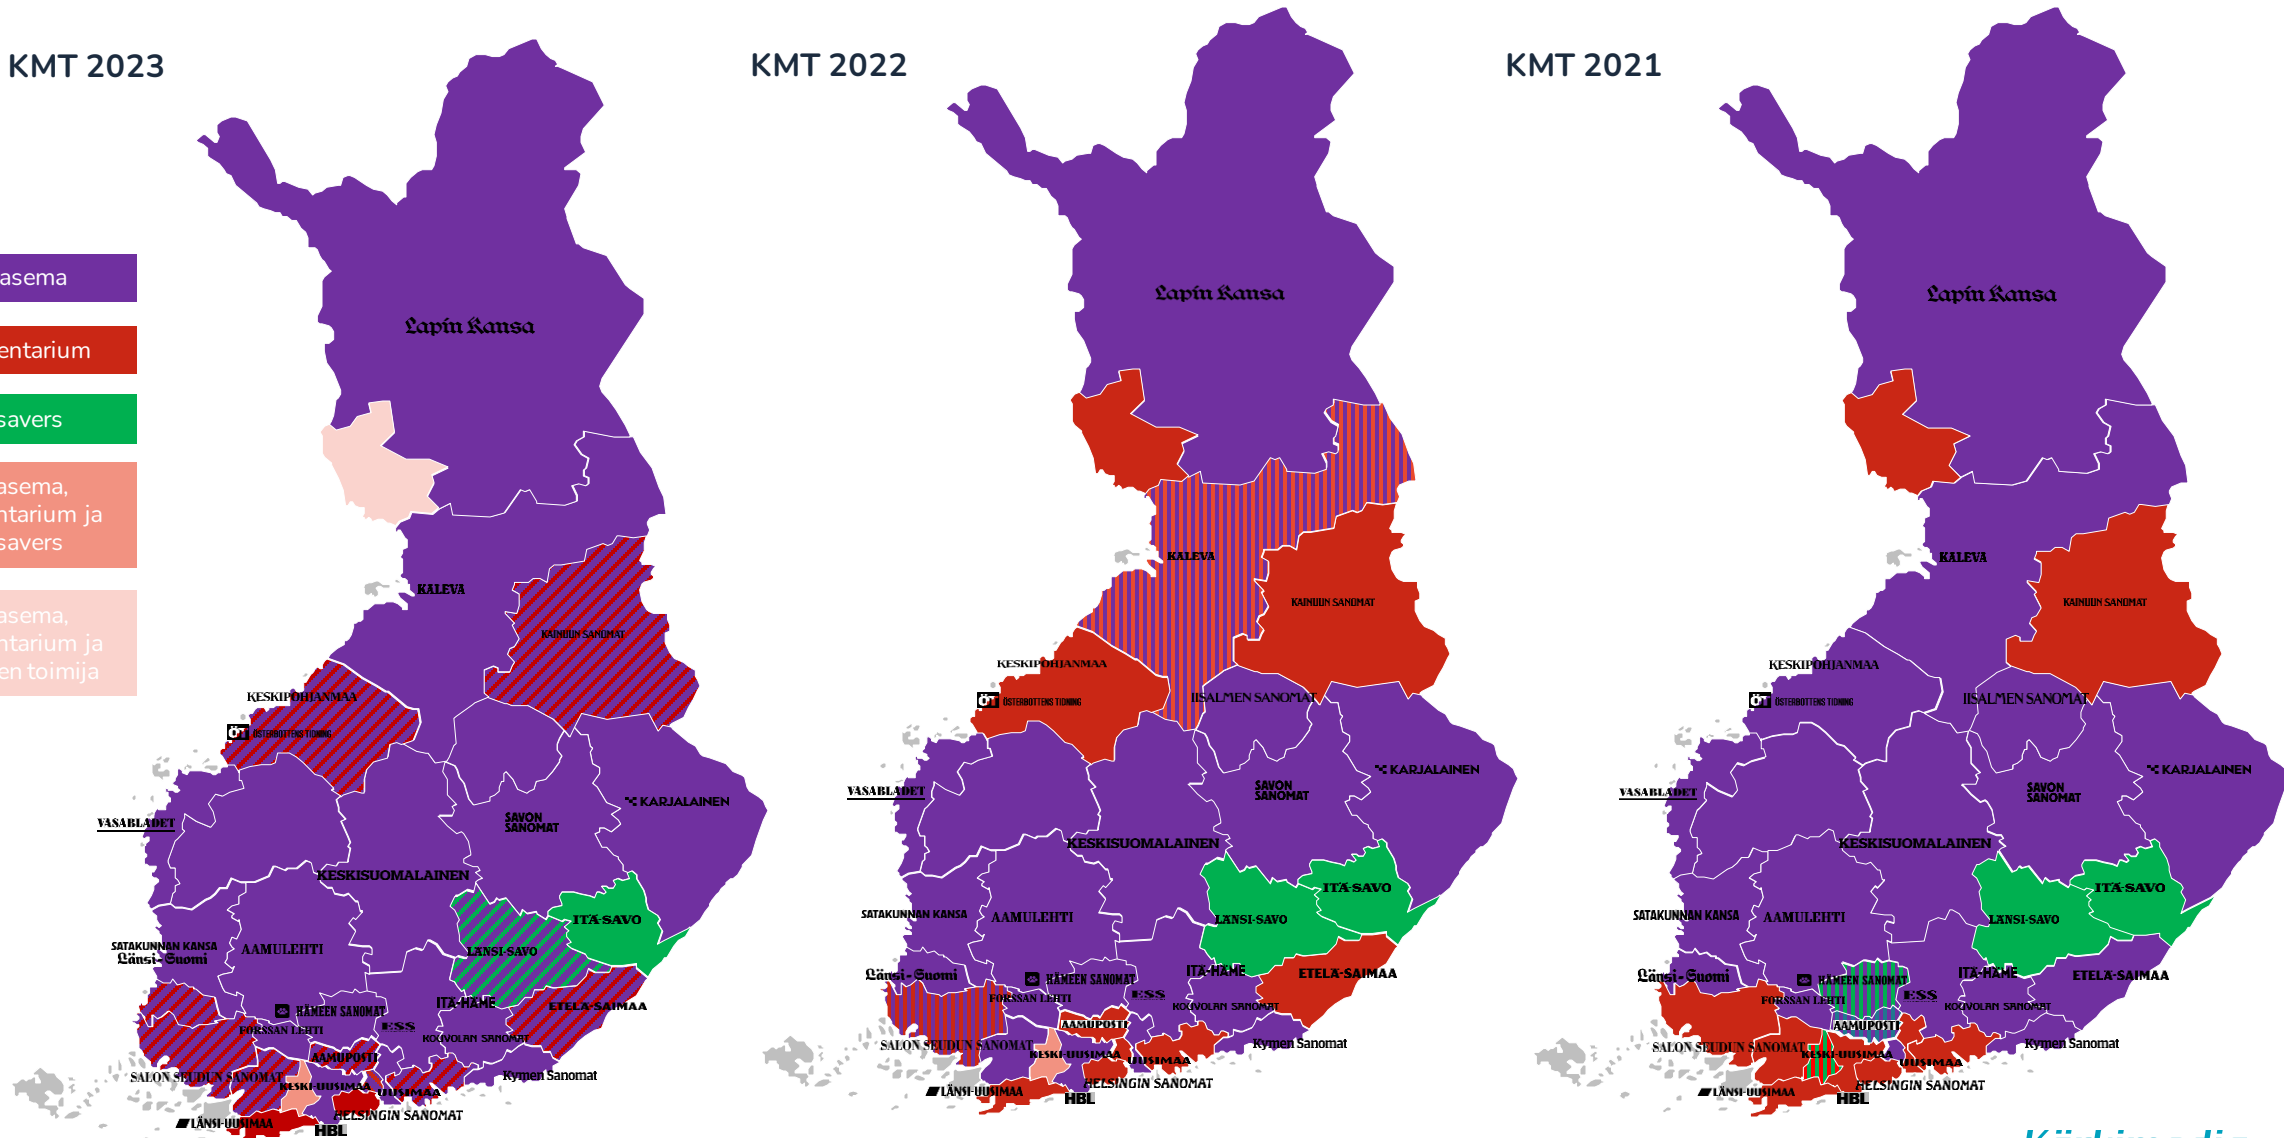 KMT 2023
asema
entarium
savers
asema,
ntarium ja
savers
asema,
ntarium ja
en toimija
Lapin Kansa
KALEVA
KAINUUN SANOMAT
KESKIPOHJANMAA
ÖT ÖSTERBOTTENS TIDNING
VASABLADET
SAVON
SANOMAT
KARJALAINEN
KESKISUOMALAINEN
ITÄ-SAVO
SATAKUNNAN KANSA
Länsi-Suomi
AAMULEHTI
LÄNSI-SAVO
ITÄ-HÄME
ETELÄ-SAIMAA
HÄMEEN SANOMAT
FORSSAN LEHTI
ESS
KOUVOLAN SANOMAT
AAMUPOSTI
SALON SEUDUN SANOMAT
KESKI-UUSIMAA
UUSIMAA
Kymen Sanomat
LÄNSI-UUSIMAA
HELSINGIN SANOMAT
HBL
KMT 2022
Lapin Kansa
KALEVA
KAINUUN SANOMAT
KESKIPOHJANMAA
ÖT ÖSTERBOTTENS TIDNING
IISALMEN SANOMAT
VASABLADET
SAVON
SANOMAT
KARJALAINEN
KESKISUOMALAINEN
ITÄ-SAVO
SATAKUNNAN KANSA
AAMULEHTI
LÄNSI-SAVO
Länsi-Suomi
HÄMEEN SANOMAT
ITÄ-HÄME
ETELÄ-SAIMAA
FORSSAN LEHTI
ESS
KOUVOLAN SANOMAT
AAMUPOSTI
SALON SEUDUN SANOMAT
KESKI-UUSIMAA
UUSIMAA
Kymen Sanomat
LÄNSI-UUSIMAA
HELSINGIN SANOMAT
HBL
KMT 2021
Lapin Kansa
KALEVA
KAINUUN SANOMAT
KESKIPOHJANMAA
ÖT ÖSTERBOTTENS TIDNING
IISALMEN SANOMAT
VASABLADET
SAVON
SANOMAT
KARJALAINEN
KESKISUOMALAINEN
ITÄ-SAVO
SATAKUNNAN KANSA
AAMULEHTI
LÄNSI-SAVO
Länsi-Suomi
HÄMEEN SANOMAT
ITÄ-HÄME
ETELÄ-SAIMAA
FORSSAN LEHTI
ESS
KOUVOLAN SANOMAT
AAMUPOSTI
SALON SEUDUN SANOMAT
KESKI-UUSIMAA
UUSIMAA
Kymen Sanomat
LÄNSI-UUSIMAA
HELSINGIN SANOMAT
HBL